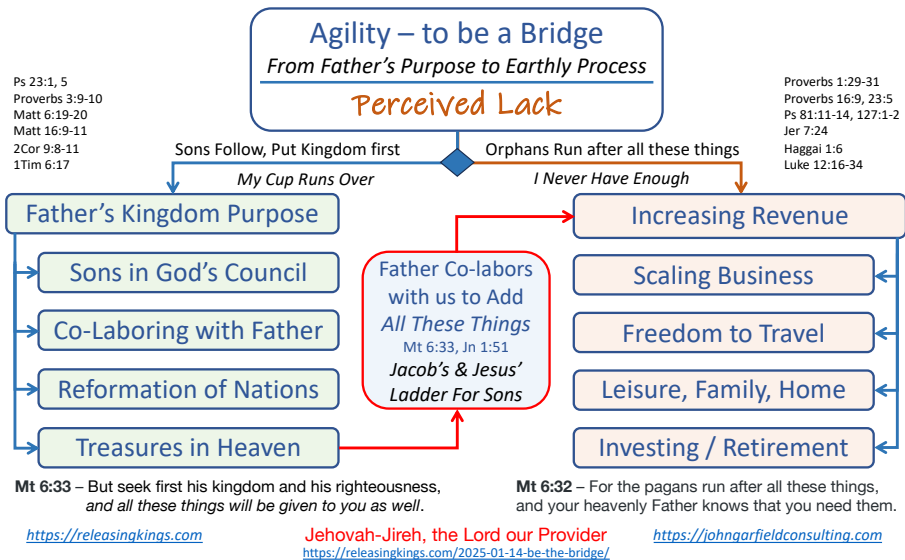 Agility – to be a Bridge
From Father's Purpose to Earthly Process
Perceived Lack
Ps 23:1, 5
Proverbs 3:9-10
Matt 6:19-20
Matt 16:9-11
2Cor 9:8-11
1Tim 6:17
Proverbs 1:29-31
Proverbs 16:9, 23:5
Ps 81:11-14, 127:1-2
Jer 7:24
Haggai 1:6
Luke 12:16-34
Sons Follow, Put Kingdom first
My Cup Runs Over
Orphans Run after all these things
I Never Have Enough
Father's Kingdom Purpose
Sons in God's Council
Co-Laboring with Father
Reformation of Nations
Treasures in Heaven
Father Co-labors
with us to Add
All These Things
Mt 6:33, Jn 1:51
Jacob's & Jesus'
Ladder For Sons
Increasing Revenue
Scaling Business
Freedom to Travel
Leisure, Family, Home
Investing / Retirement
Mt 6:33 – But seek first his kingdom and his righteousness,
and all these things will be given to you as well.
Mt 6:32 – For the pagans run after all these things,
and your heavenly Father knows that you need them.
https://releasingkings.com
Jehovah-Jireh, the Lord our Provider
https://johngarfieldconsulting.com
https://releasingkings.com/2025-01-14-be-the-bridge/